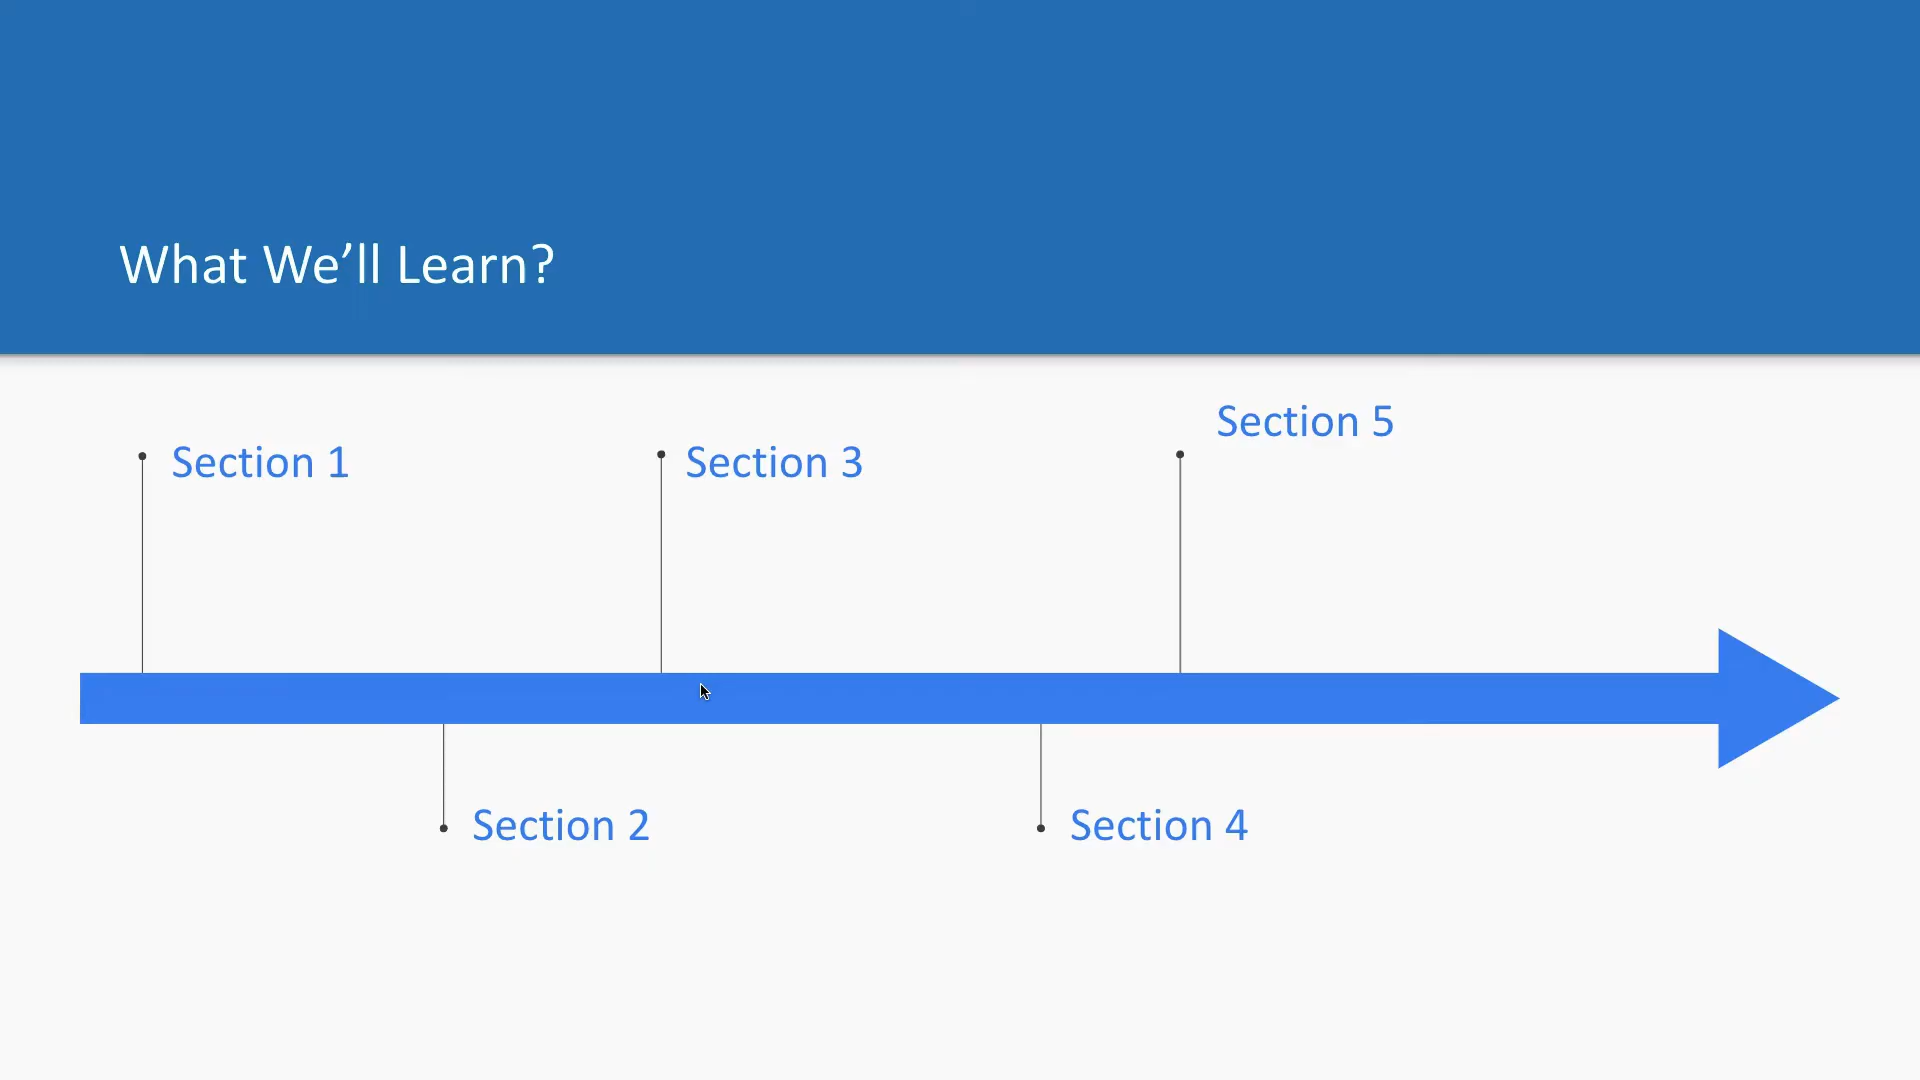 What We’ll Learn?
Section 1
Section 2
Section 3
Section 4
Section 5